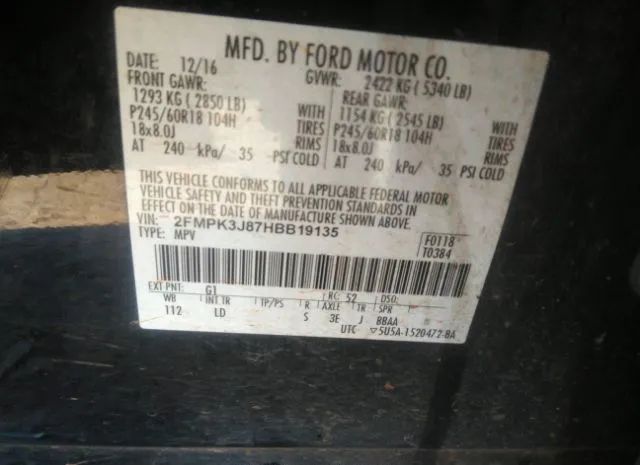 MFD. BY FORD MOTOR CO.
DATE: 12/16 GVWR: 2422 KG ( 5340 LB)
FRONT GAWR: REAR GAWR:
1293 KG ( 2850 LB) WITH 1154 KG ( 2545 LB) WITH
P245/60R18 104H TIRES P245/60R18 104H TIRES
18x8.0J RIMS 18x8.0J RIMS
AT 240 kPa/ 35 PSI COLD AT 240 kPa/ 35 PSI COLD
THIS VEHICLE CONFORMS TO ALL APPLICABLE FEDERAL MOTOR
VEHICLE SAFETY AND THEFT PREVENTION STANDARDS IN
EFFECT ON THE DATE OF MANUFACTURE SHOWN ABOVE.
VIN: 2FMPK3J87HBB19135
TYPE: MPV
F0118
T0384
EXT PNT: G1 RC: 52 DSO:
WB INT TR TP/PS R AXLE TR SPR
112 LD S 3E J BBAA
UTC ▽5U5A-1520472-BA